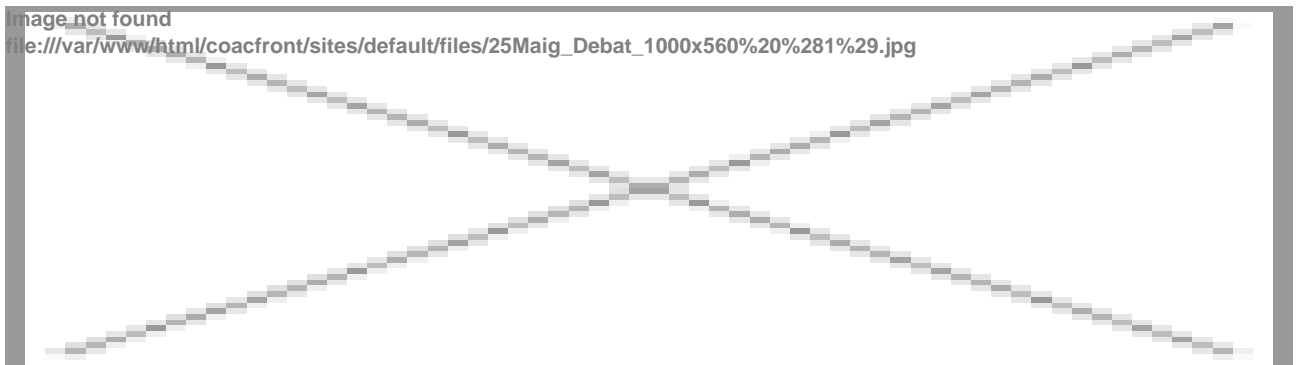 Image not found
file:///var/www/html/coacfront/sites/default/files/25Maig_Debat_1000x560%20%281%29.jpg